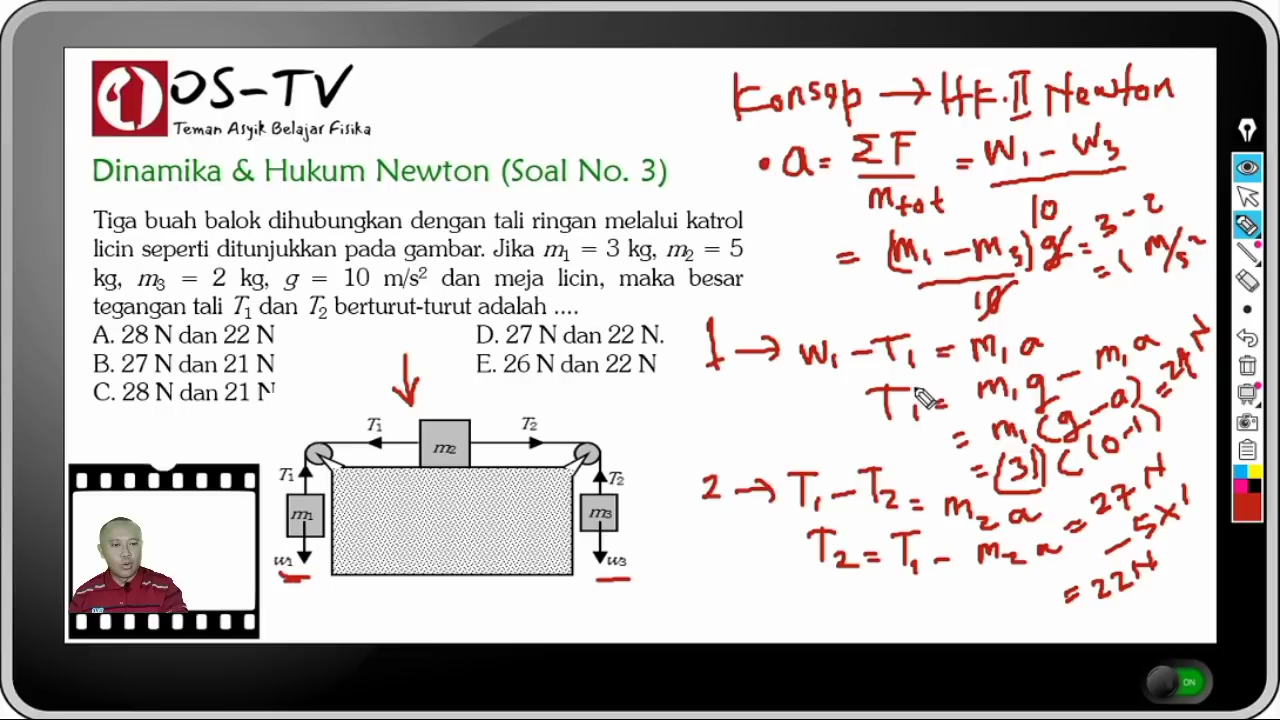 OS-TV
Teman Asyik Belajar Fisika
Dinamika & Hukum Newton (Soal No. 3)
Tiga buah balok dihubungkan dengan tali ringan melalui katrol
licin seperti ditunjukkan pada gambar. Jika m₁ = 3 kg, m₂ = 5
kg, m₃ = 2 kg, g = 10 m/s² dan meja licin, maka besar
tegangan tali T₁ dan T₂ berturut-turut adalah ....
A. 28 N dan 22 N
B. 27 N dan 21 N
C. 28 N dan 21 N
D. 27 N dan 22 N.
E. 26 N dan 22 N
T₁
T₂
m₂
T₁
T₂
m₁
m₃
w₁
w₃
Konsep → HK. II Newton
• a = ΣF / mtot = W₁ - W₃ / 10
= (m₁ - m₃) g / 10 = 3 - 2
= 1 m/s²
1 → W₁ - T₁ = m₁ a
T₁ = m₁ g - m₁ a
= m₁ (g - a)
= (3) (10 - 1) = 27 N
2 → T₁ - T₂ = m₂ a
T₂ = T₁ - m₂ a = 27 N - 5 x 1
= 22 N
ON